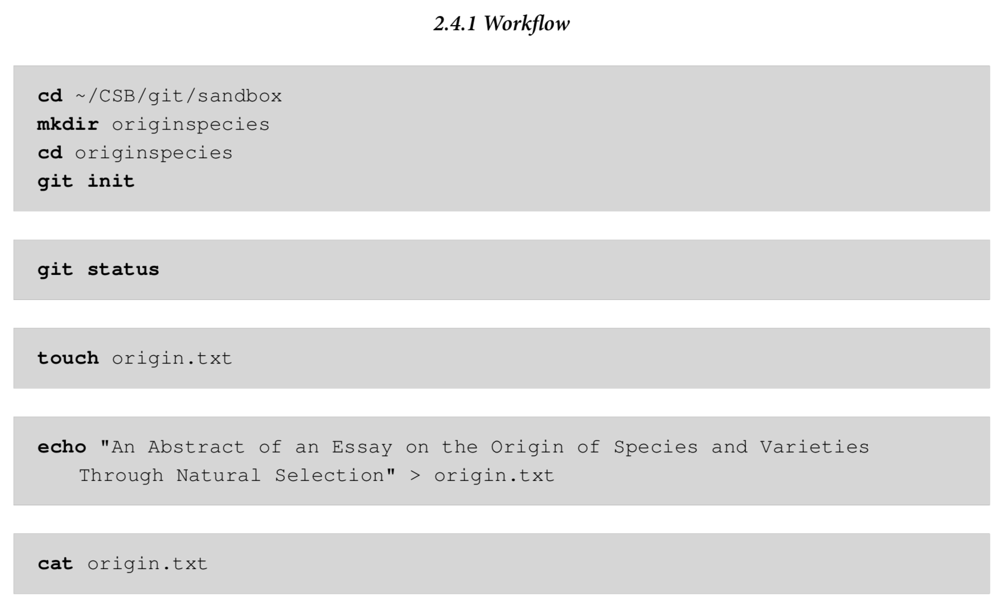 2.4.1 Workflow
cd ~/CSB/git/sandbox
mkdir originspecies
cd originspecies
git init
git status
touch origin.txt
echo "An Abstract of an Essay on the Origin of Species and Varieties
Through Natural Selection" > origin.txt
cat origin.txt